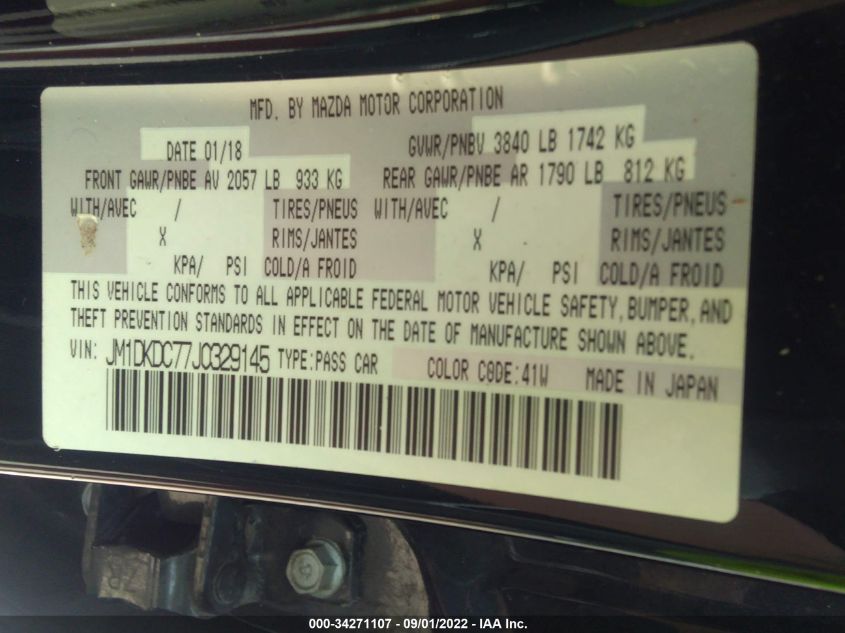 MFD. BY MAZDA MOTOR CORPORATION
DATE 01/18 GVWR/PNBV 3840 LB 1742 KG
FRONT GAWR/PNBE AV 2057 LB 933 KG REAR GAWR/PNBE AR 1790 LB 812 KG
WITH/AVEC / TIRES/PNEUS WITH/AVEC / TIRES/PNEUS
X RIMS/JANTES X RIMS/JANTES
KPA/ PSI COLD/A FROID KPA/ PSI COLD/A FROID
THIS VEHICLE CONFORMS TO ALL APPLICABLE FEDERAL MOTOR VEHICLE SAFETY, BUMPER, AND
THEFT PREVENTION STANDARDS IN EFFECT ON THE DATE OF MANUFACTURE SHOWN ABOVE.
VIN: JM1DKDC77J0329145 TYPE:PASS CAR COLOR CODE:41W MADE IN JAPAN
000-34271107 - 09/01/2022 - IAA Inc.